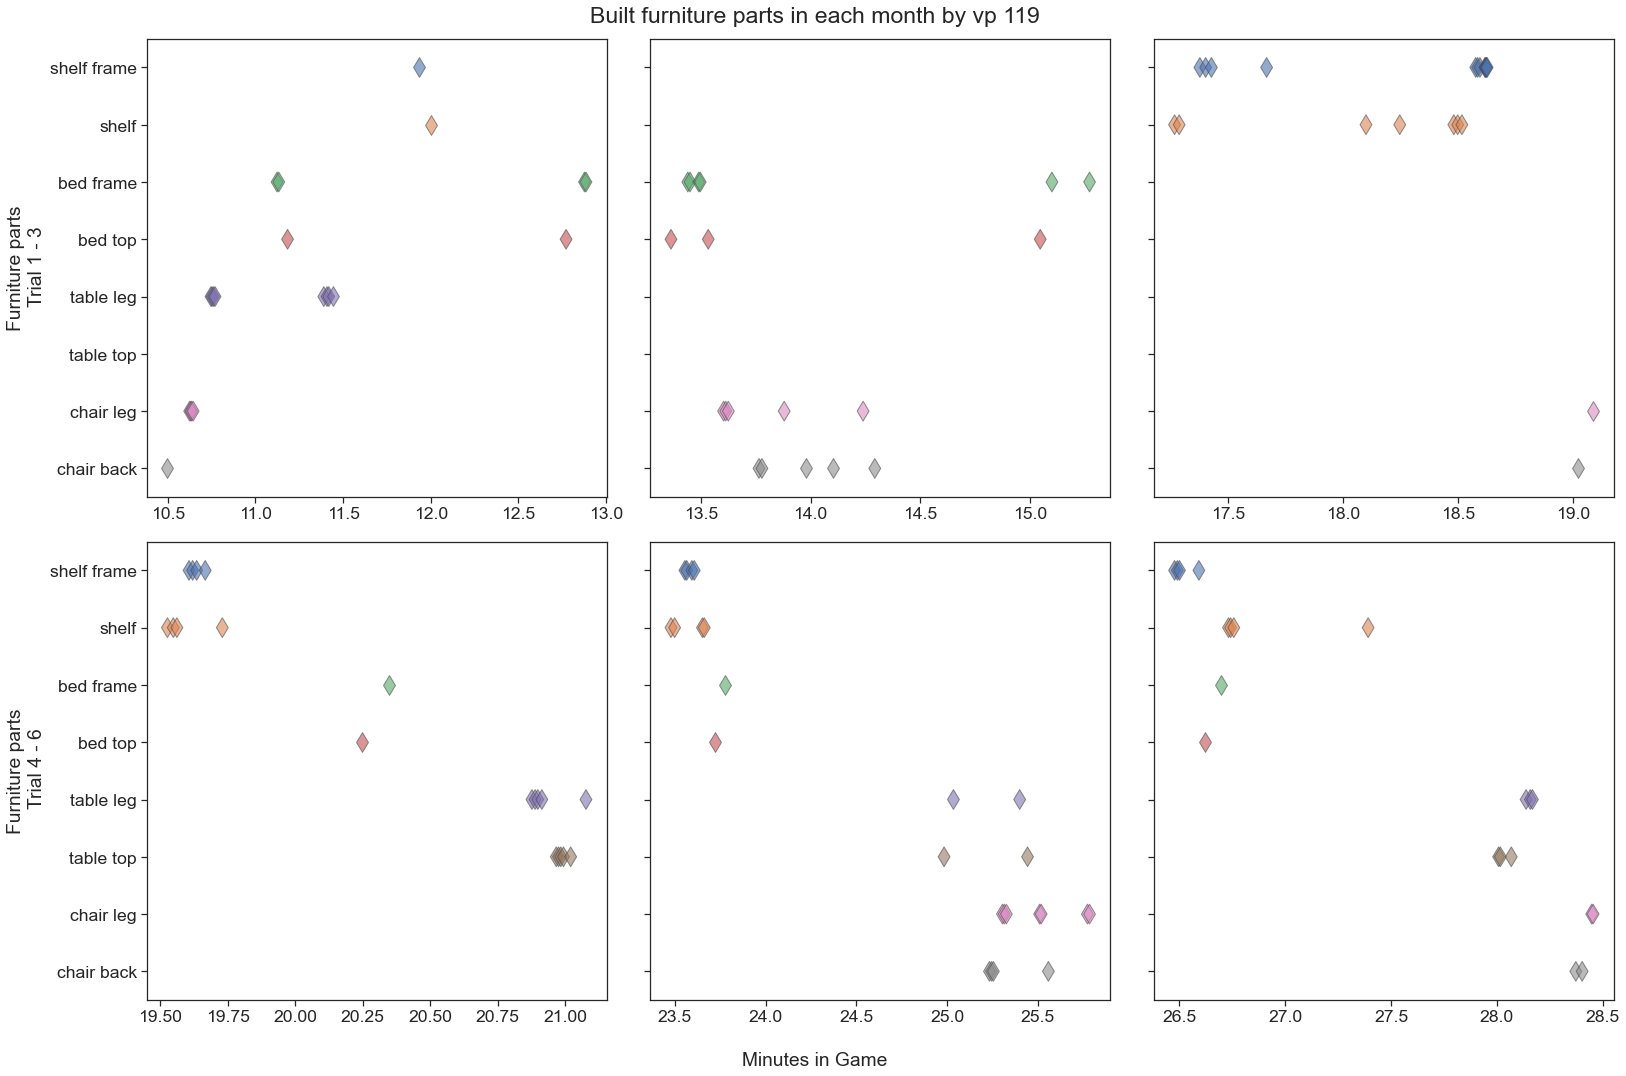 Built furniture parts in each month by vp 119
Furniture parts
Trial 1 - 3
shelf frame
shelf
bed frame
bed top
table leg
table top
chair leg
chair back
10.5 11.0 11.5 12.0 12.5 13.0
13.5 14.0 14.5 15.0
17.5 18.0 18.5 19.0
Furniture parts
Trial 4 - 6
shelf frame
shelf
bed frame
bed top
table leg
table top
chair leg
chair back
19.50 19.75 20.00 20.25 20.50 20.75 21.00
23.5 24.0 24.5 25.0 25.5
26.5 27.0 27.5 28.0 28.5
Minutes in Game